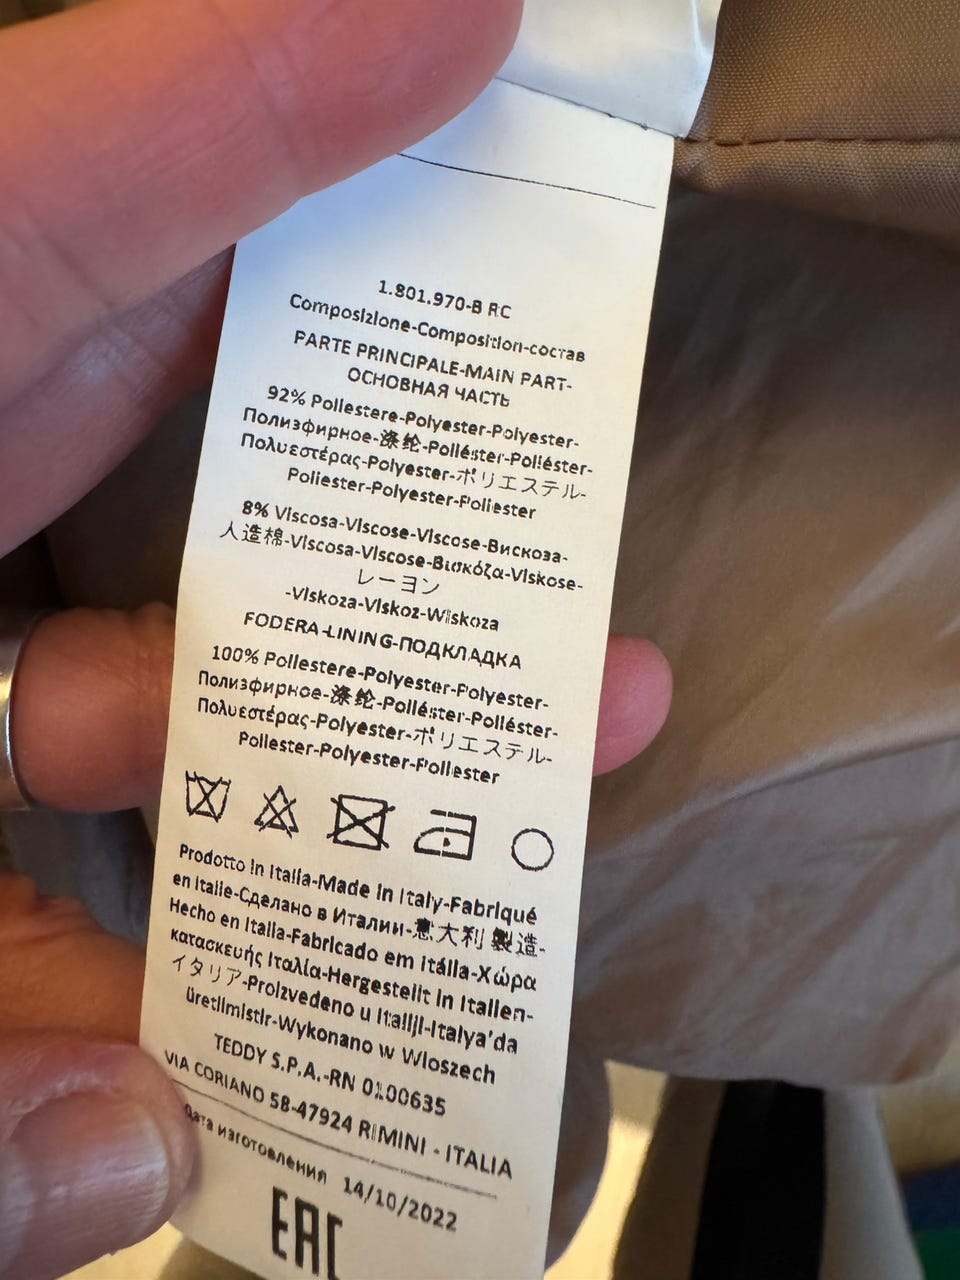 1.801.970-B RC
Composizione-Composition-состав
PARTE PRINCIPALE-MAIN PART-
ОСНОВНАЯ ЧАСТЬ
92% Poliestere-Polyester-Polyester-
Полиэфирное-涤纶-Poliéster-Poliéster-
Πολυεστέρας-Polyester-ポリエステル-
Poliester-Polyester-Poliester
8% Viscosa-Viscose-Viscose-Вискоза-
人造棉-Viscosa-Viscose-Βισκόζα-Viskose-
レーヨン
-Viskoza-Viskoz-Wiskoza
FODERA-LINING-ПОДКЛАДКА
100% Poliestere-Polyester-Polyester-
Полиэфирное-涤纶-Poliéster-Poliéster-
Πολυεστέρας-Polyester-ポリエステル-
Poliester-Polyester-Poliester
Prodotto in Italia-Made in Italy-Fabriqué
en Italie-Сделано в Италии-意大利 製造-
Hecho en Italia-Fabricado em Itália-Χώρα
κατασκευής Ιταλία-Hergestellt in Italien-
イタリア-Proizvedeno u Italiji-Italya'da
üretilmistir-Wykonano w Wloszech
TEDDY S.P.A.-RN 0100635
VIA CORIANO 58-47924 RIMINI - ITALIA
дата изготовления 14/10/2022
EAC